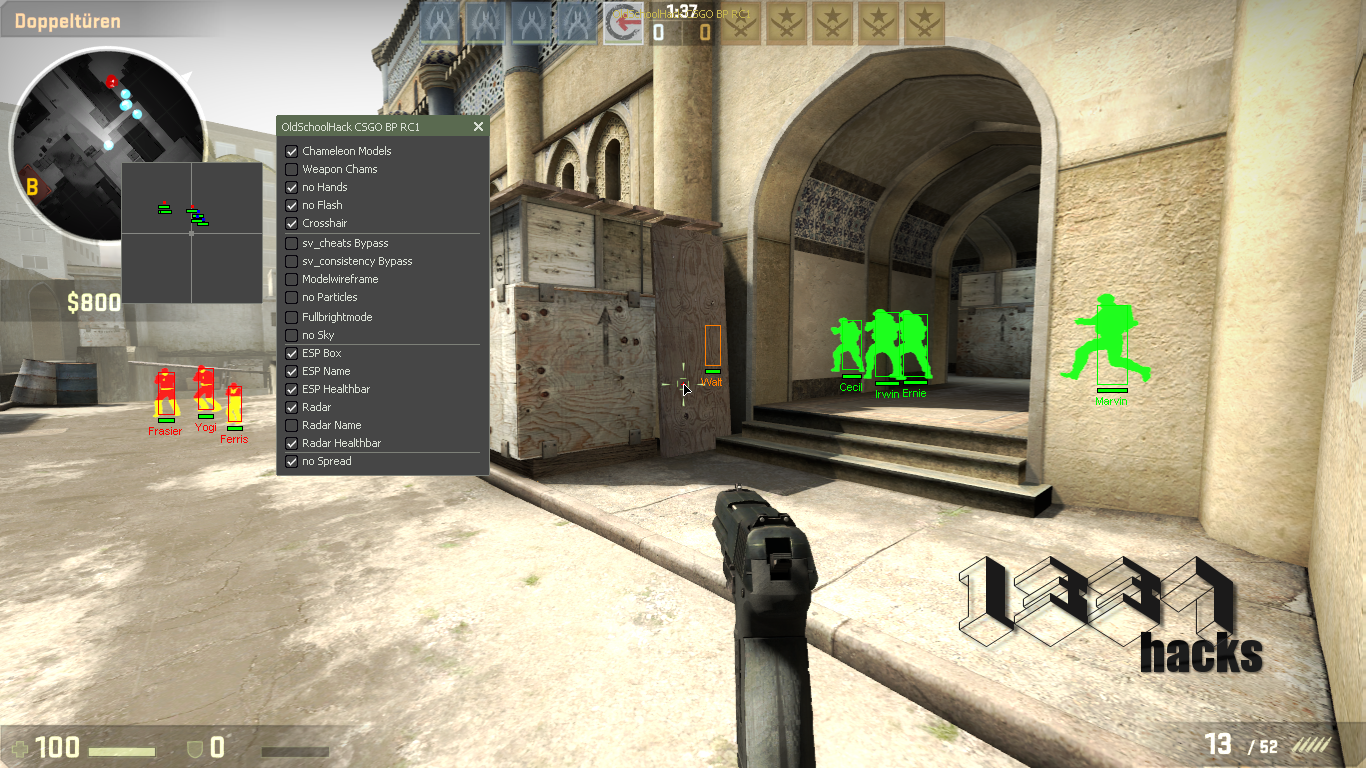 Doppeltüren
1:37
0 0
B
$800
OldSchoolHack CSGO BP RC1
Chameleon Models
Weapon Chams
no Hands
no Flash
Crosshair
sv_cheats Bypass
sv_consistency Bypass
Modelwireframe
no Particles
Fullbrightmode
no Sky
ESP Box
ESP Name
ESP Healthbar
Radar
Radar Name
Radar Healthbar
no Spread
Walt
Cecil
Irwin
Ernie
Marvin
Frasier
Yogi
Ferris
1337
hacks
100
0
13 / 52